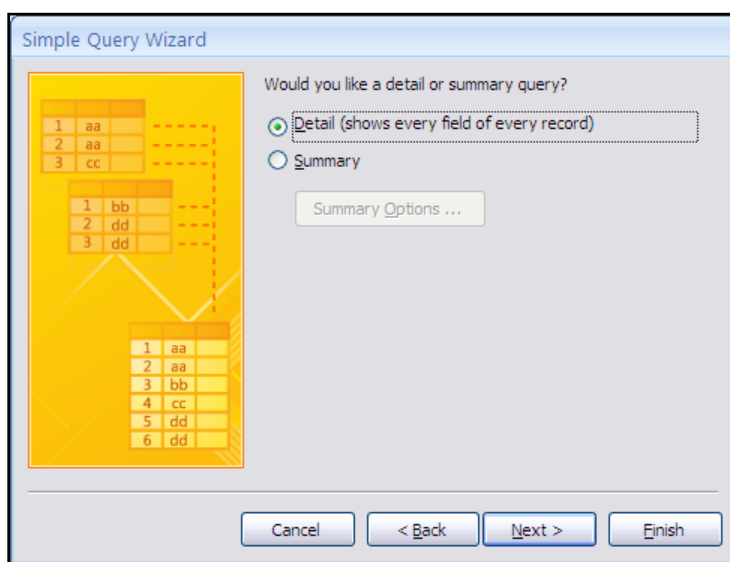 Simple Query Wizard
Would you like a detail or summary query?
Detail (shows every field of every record)
Summary
Summary Options ...
1 aa
2 aa
3 cc
1 bb
2 dd
3 dd
1 aa
2 aa
3 bb
4 cc
5 dd
6 dd
Cancel
< Back
Next >
Finish